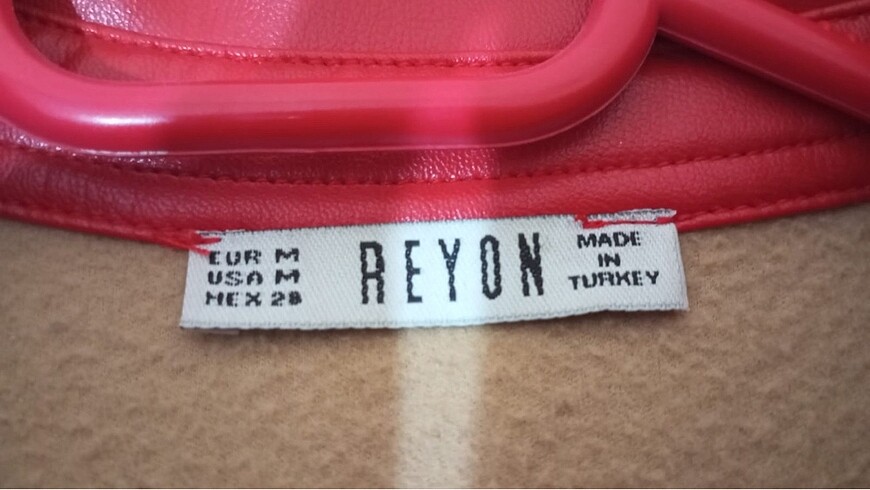 EUR M
USA M
MEX 28
REYON
MADE
IN
TURKEY